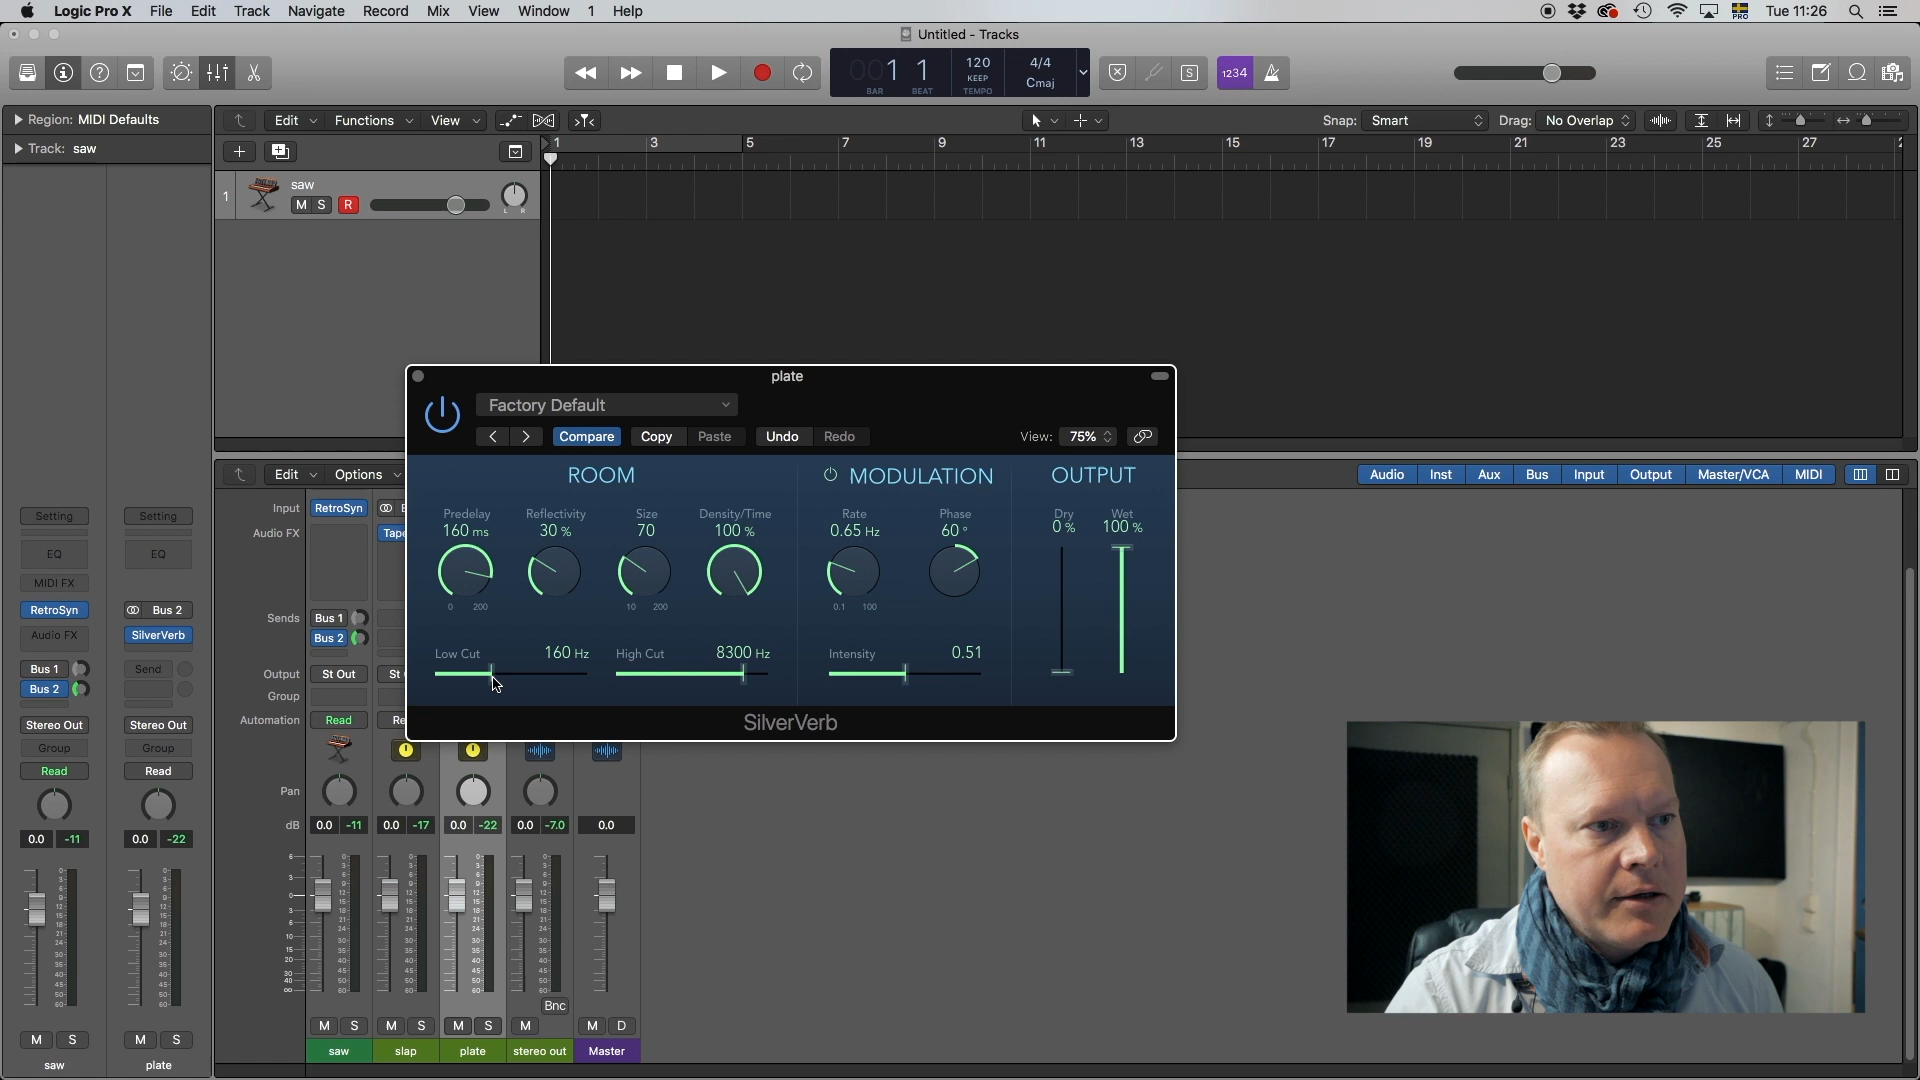 Logic Pro X File Edit Track Navigate Record Mix View Window 1 Help
PRO Tue 11:26
Untitled - Tracks
001 1 120 4/4
KEEP Cmaj
BAR BEAT TEMPO
S 1234
Region: MIDI Defaults
Edit Functions View
Snap: Smart Drag: No Overlap
Track: saw
1 3 5 7 9 11 13 15 17 19 21 23 25 27
1 saw
M S R
L R
plate
Factory Default
Compare Copy Paste Undo Redo View: 75%
ROOM MODULATION OUTPUT
Predelay Reflectivity Size Density/Time Rate Phase Dry Wet
160 ms 30 % 70 100 % 0.65 Hz 60 ° 0 % 100 %
0 200 10 200 0.1 100
Low Cut 160 Hz High Cut 8300 Hz Intensity 0.51
SilverVerb
Edit Options
Audio Inst Aux Bus Input Output Master/VCA MIDI
Setting Setting
EQ EQ
MIDI FX
RetroSyn Bus 2
Audio FX SilverVerb
Bus 1 Send
Bus 2
Stereo Out Stereo Out
Group Group
Read Read
0.0 -11 0.0 -22
M S M S
saw plate
Input RetroSyn
Audio FX Tape
Sends Bus 1
Bus 2
Output St Out St
Group
Automation Read Re
Pan
dB 0.0 -11 0.0 -17 0.0 -22 0.0 -7.0 0.0
Bnc
M S M S M S M M D
saw slap plate stereo out Master